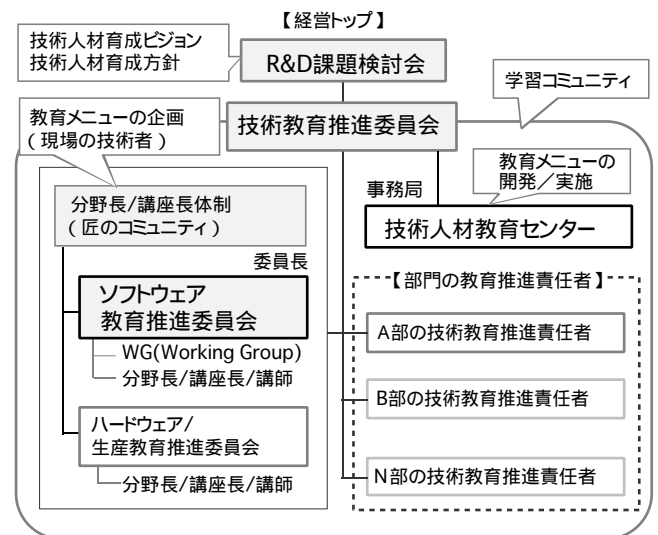 【経営トップ】
技術人材育成ビジョン
技術人材育成方針
R&D課題検討会
学習コミュニティ
教育メニューの企画
(現場の技術者)
技術教育推進委員会
教育メニューの
開発/実施
事務局
分野長/講座長体制
(匠のコミュニティ)
技術人材教育センター
委員長
【部門の教育推進責任者】
ソフトウェア
教育推進委員会
A部の技術教育推進責任者
WG(Working Group)
分野長/講座長/講師
B部の技術教育推進責任者
ハードウェア/
生産教育推進委員会
N部の技術教育推進責任者
分野長/講座長/講師